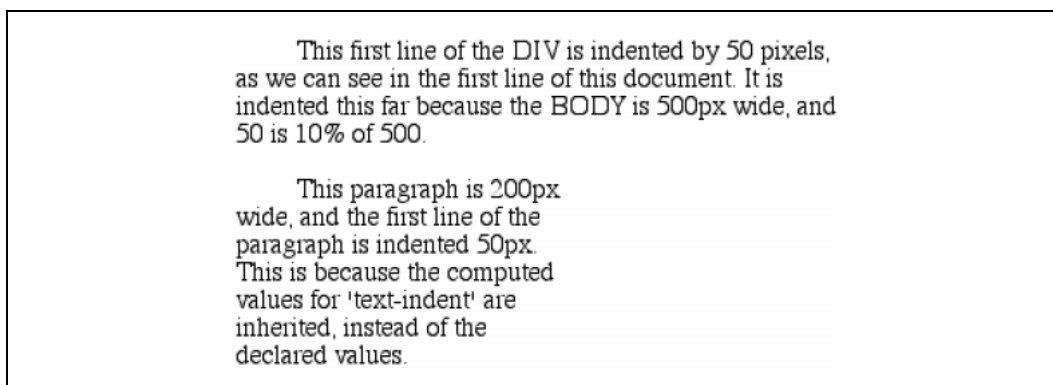 This first line of the DIV is indented by 50 pixels,
as we can see in the first line of this document. It is
indented this far because the BODY is 500px wide, and
50 is 10% of 500.
This paragraph is 200px
wide, and the first line of the
paragraph is indented 50px.
This is because the computed
values for 'text-indent' are
inherited, instead of the
declared values.